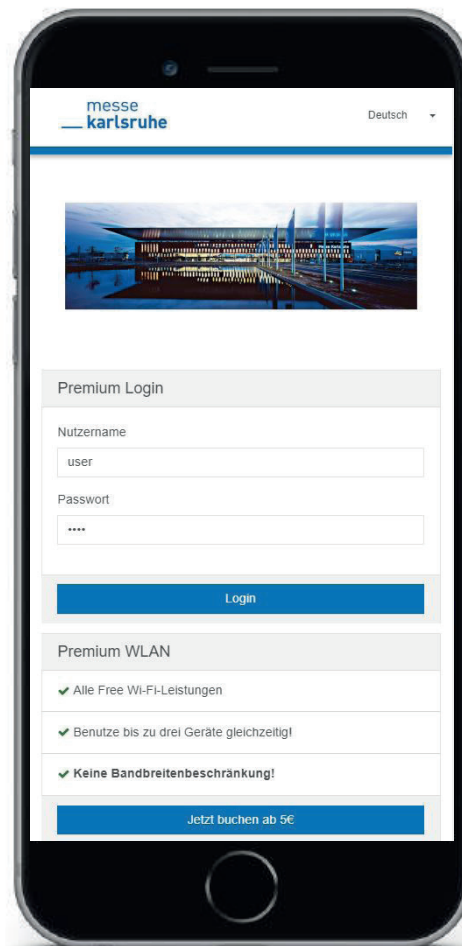 messe
karlsruhe
Deutsch
Premium Login
Nutzername
user
Passwort
••••
Login
Premium WLAN
Alle Free Wi-Fi-Leistungen
Benutze bis zu drei Geräte gleichzeitig!
Keine Bandbreitenbeschränkung!
Jetzt buchen ab 5€